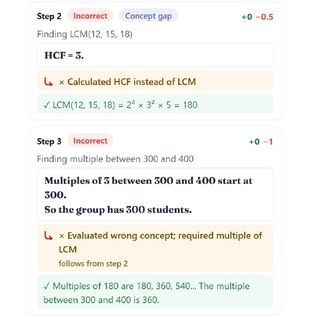 Step 2 Incorrect Concept gap +0 −0.5
Finding LCM(12, 15, 18)
HCF = 3.
× Calculated HCF instead of LCM
✓ LCM(12, 15, 18) = 2² × 3² × 5 = 180
Step 3 Incorrect +0 −1
Finding multiple between 300 and 400
Multiples of 3 between 300 and 400 start at
300.
So the group has 300 students.
× Evaluated wrong concept; required multiple of
LCM
follows from step 2
✓ Multiples of 180 are 180, 360, 540... The multiple
between 300 and 400 is 360.